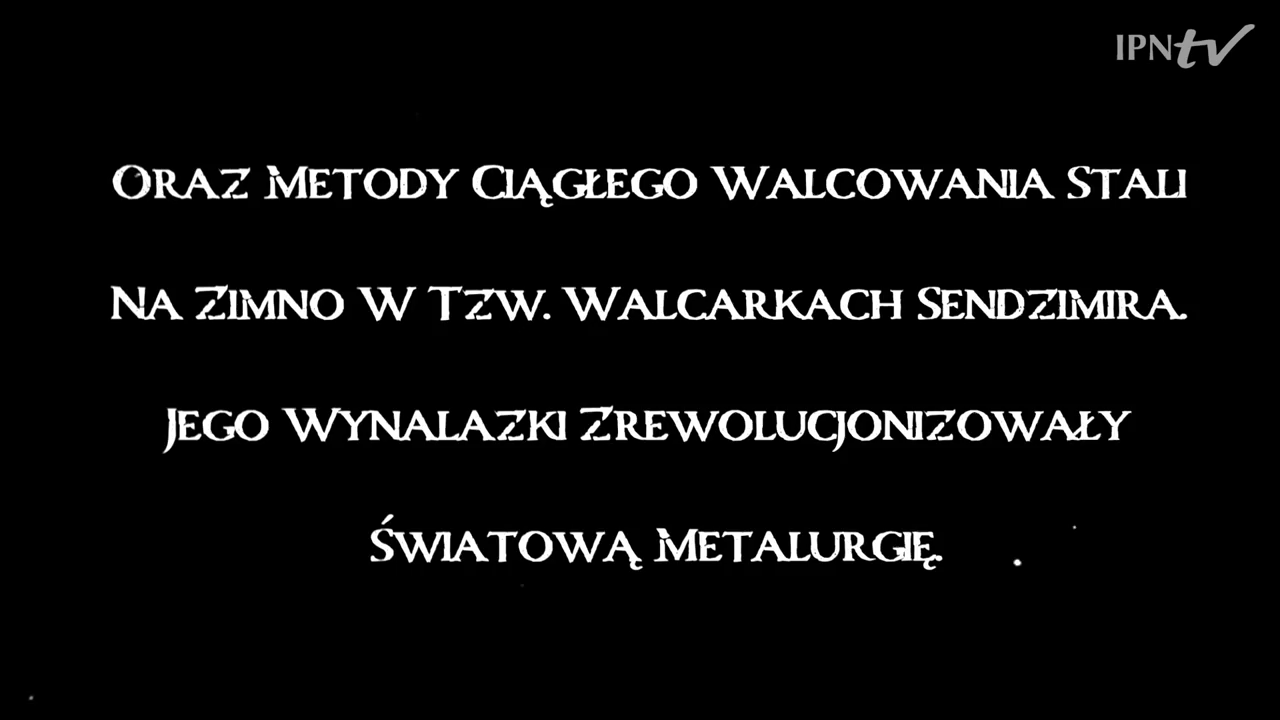 IPNtv
Oraz Metody Ciągłego Walcowania Stali
Na Zimno W Tzw. Walcarkach Sendzimira.
Jego Wynalazki Zrewolucjonizowały
Światową Metalurgię.